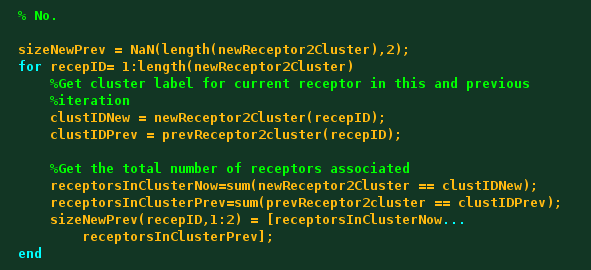 % No.
sizeNewPrev = NaN(length(newReceptor2Cluster),2);
for recepID= 1:length(newReceptor2Cluster)
%Get cluster label for current receptor in this and previous
%iteration
clustIDNew = newReceptor2Cluster(recepID);
clustIDPrev = prevReceptor2cluster(recepID);
%Get the total number of receptors associated
receptorsInClusterNow=sum(newReceptor2Cluster == clustIDNew);
receptorsInClusterPrev=sum(prevReceptor2cluster == clustIDPrev);
sizeNewPrev(recepID,1:2) = [receptorsInClusterNow...
receptorsInClusterPrev];
end